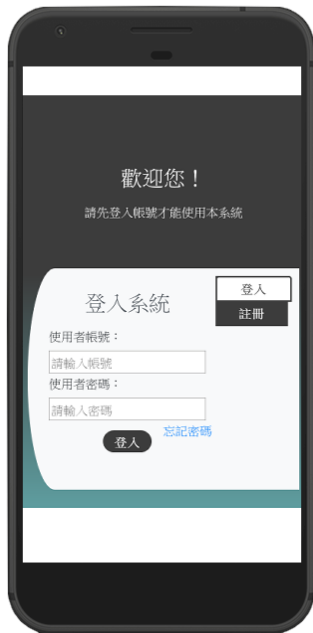 歡迎您！
請先登入帳號才能使用本系統
登入
註冊
登入系統
使用者帳號：
請輸入帳號
使用者密碼：
請輸入密碼
忘記密碼
登入